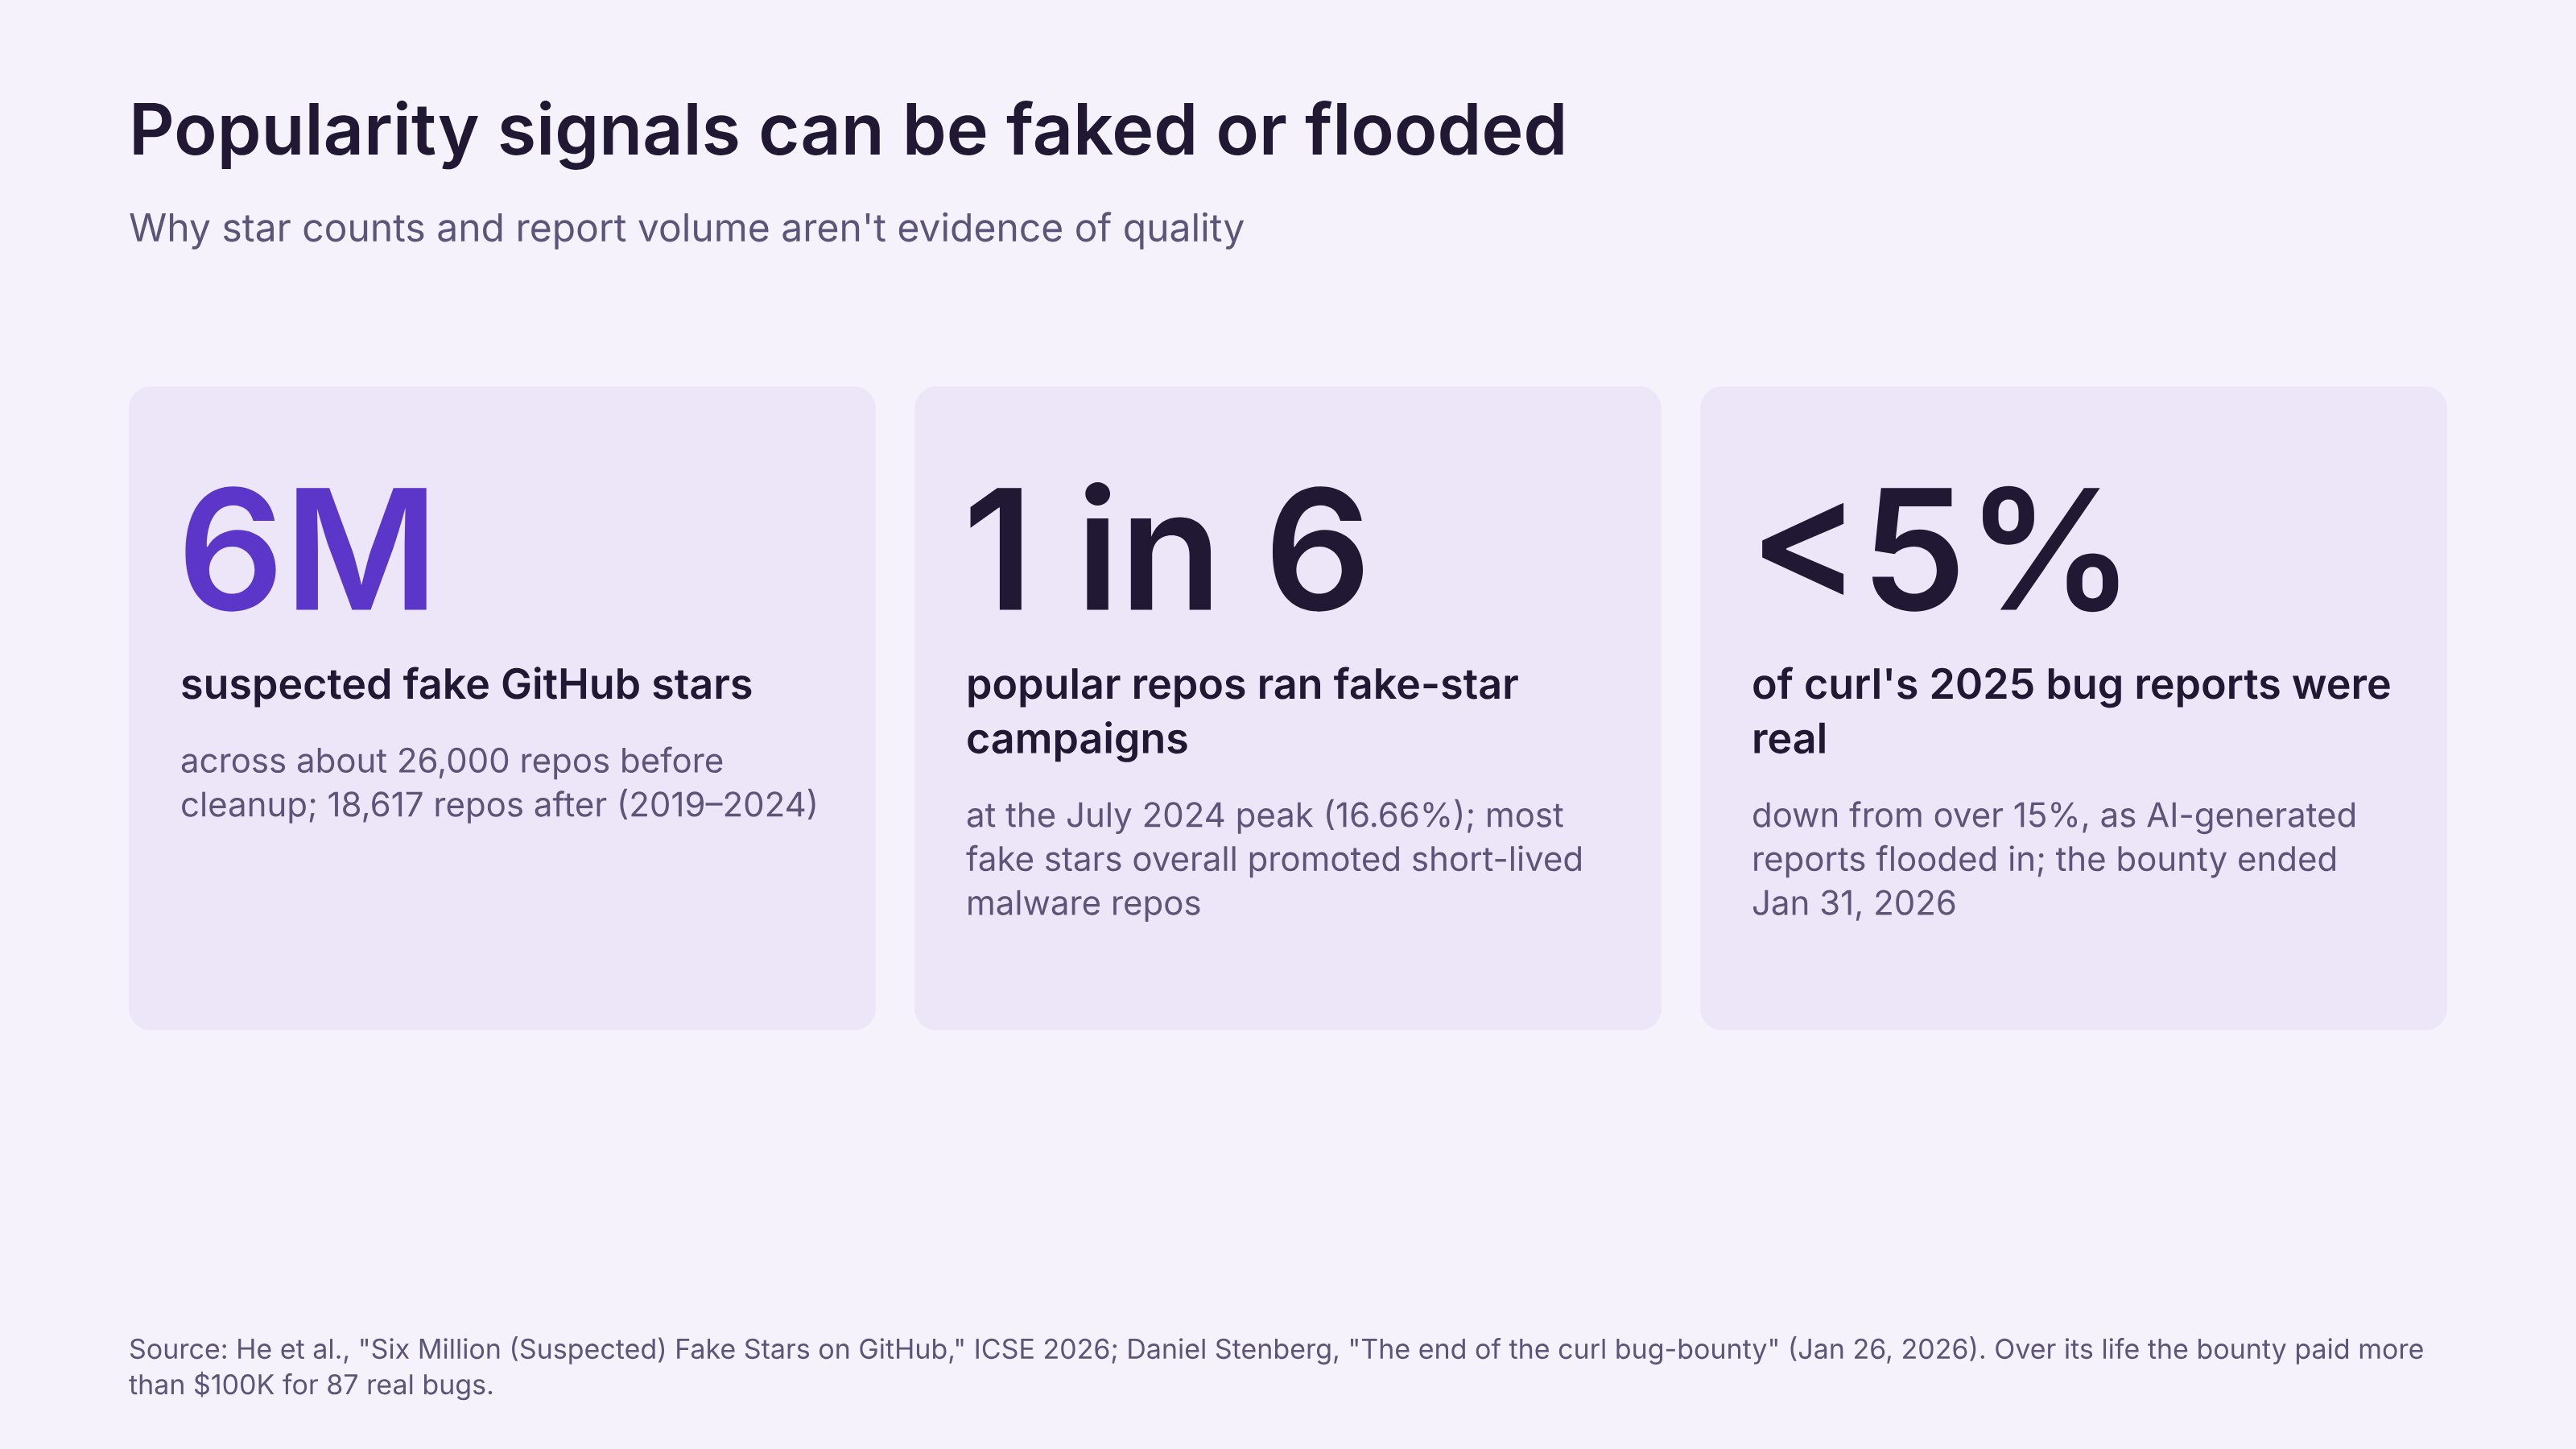 Popularity signals can be faked or flooded
Why star counts and report volume aren't evidence of quality
6M
suspected fake GitHub stars
across about 26,000 repos before
cleanup; 18,617 repos after (2019–2024)
1 in 6
popular repos ran fake-star
campaigns
at the July 2024 peak (16.66%); most
fake stars overall promoted short-lived
malware repos
<5%
of curl's 2025 bug reports were
real
down from over 15%, as AI-generated
reports flooded in; the bounty ended
Jan 31, 2026
Source: He et al., "Six Million (Suspected) Fake Stars on GitHub," ICSE 2026; Daniel Stenberg, "The end of the curl bug-bounty" (Jan 26, 2026). Over its life the bounty paid more
than $100K for 87 real bugs.